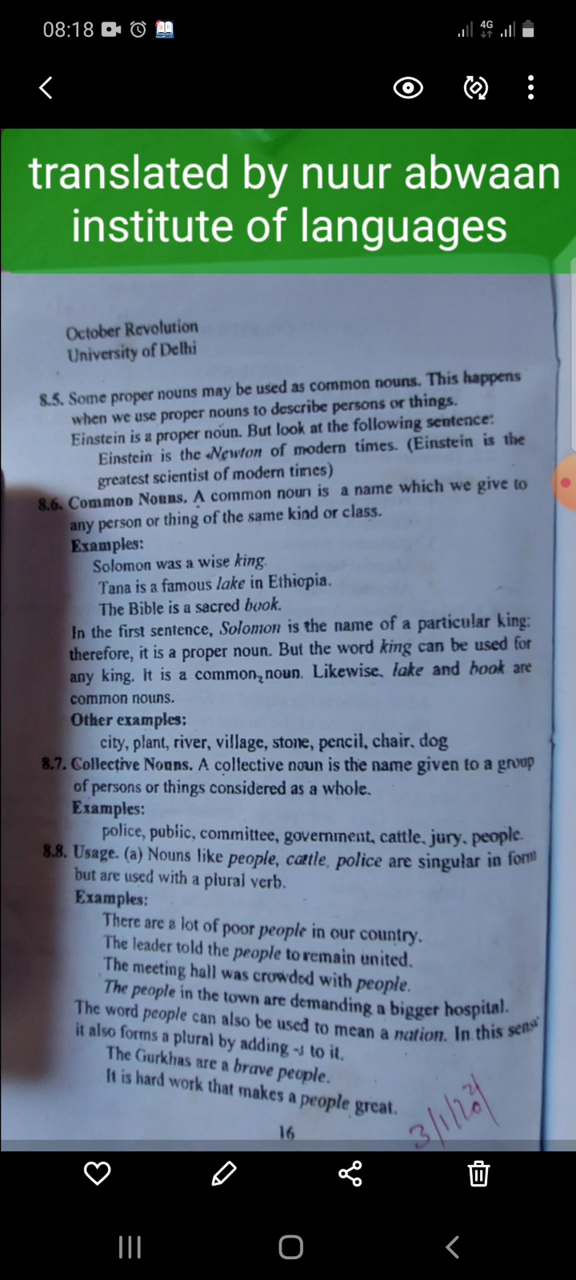 08:18
4G
translated by nuur abwaan
institute of languages
October Revolution
University of Delhi
8.5. Some proper nouns may be used as common nouns. This happens
when we use proper nouns to describe persons or things.
Einstein is a proper noun. But look at the following sentence:
Einstein is the Newton of modern times. (Einstein is the
greatest scientist of modern times)
8.6. Common Nouns. A common noun is a name which we give to
any person or thing of the same kind or class.
Examples:
Solomon was a wise king.
Tana is a famous lake in Ethiopia.
The Bible is a sacred book.
In the first sentence, Solomon is the name of a particular king:
therefore, it is a proper noun. But the word king can be used for
any king. It is a common noun. Likewise, lake and book are
common nouns.
Other examples:
city, plant, river, village, stone, pencil, chair, dog
8.7. Collective Nouns. A collective noun is the name given to a group
of persons or things considered as a whole.
Examples:
police, public, committee, government, cattle, jury, people.
8.8. Usage. (a) Nouns like people, cattle, police are singular in form
but are used with a plural verb.
Examples:
There are a lot of poor people in our country.
The leader told the people to remain united.
The meeting hall was crowded with people.
The people in the town are demanding a bigger hospital.
The word people can also be used to mean a nation. In this sense
it also forms a plural by adding -s to it.
The Gurkhas are a brave people.
It is hard work that makes a people great.
16